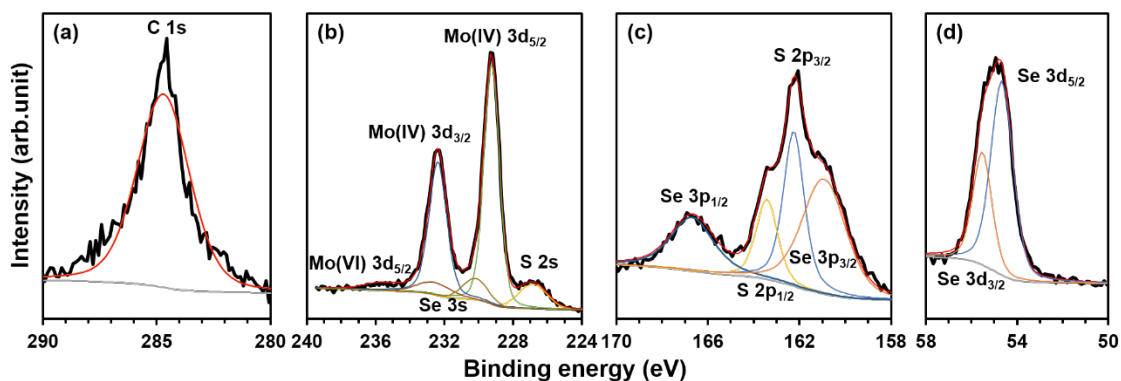 Intensity (arb.unit)
(a)
C 1s
290
285
280
(b)
Mo(IV) 3d5/2
Mo(IV) 3d3/2
Mo(VI) 3d5/2
Se 3s
S 2s
240
236
232
228
224
(c)
S 2p3/2
Se 3p1/2
Se 3p3/2
S 2p1/2
170
166
162
158
(d)
Se 3d5/2
Se 3d3/2
58
54
50
Binding energy (eV)